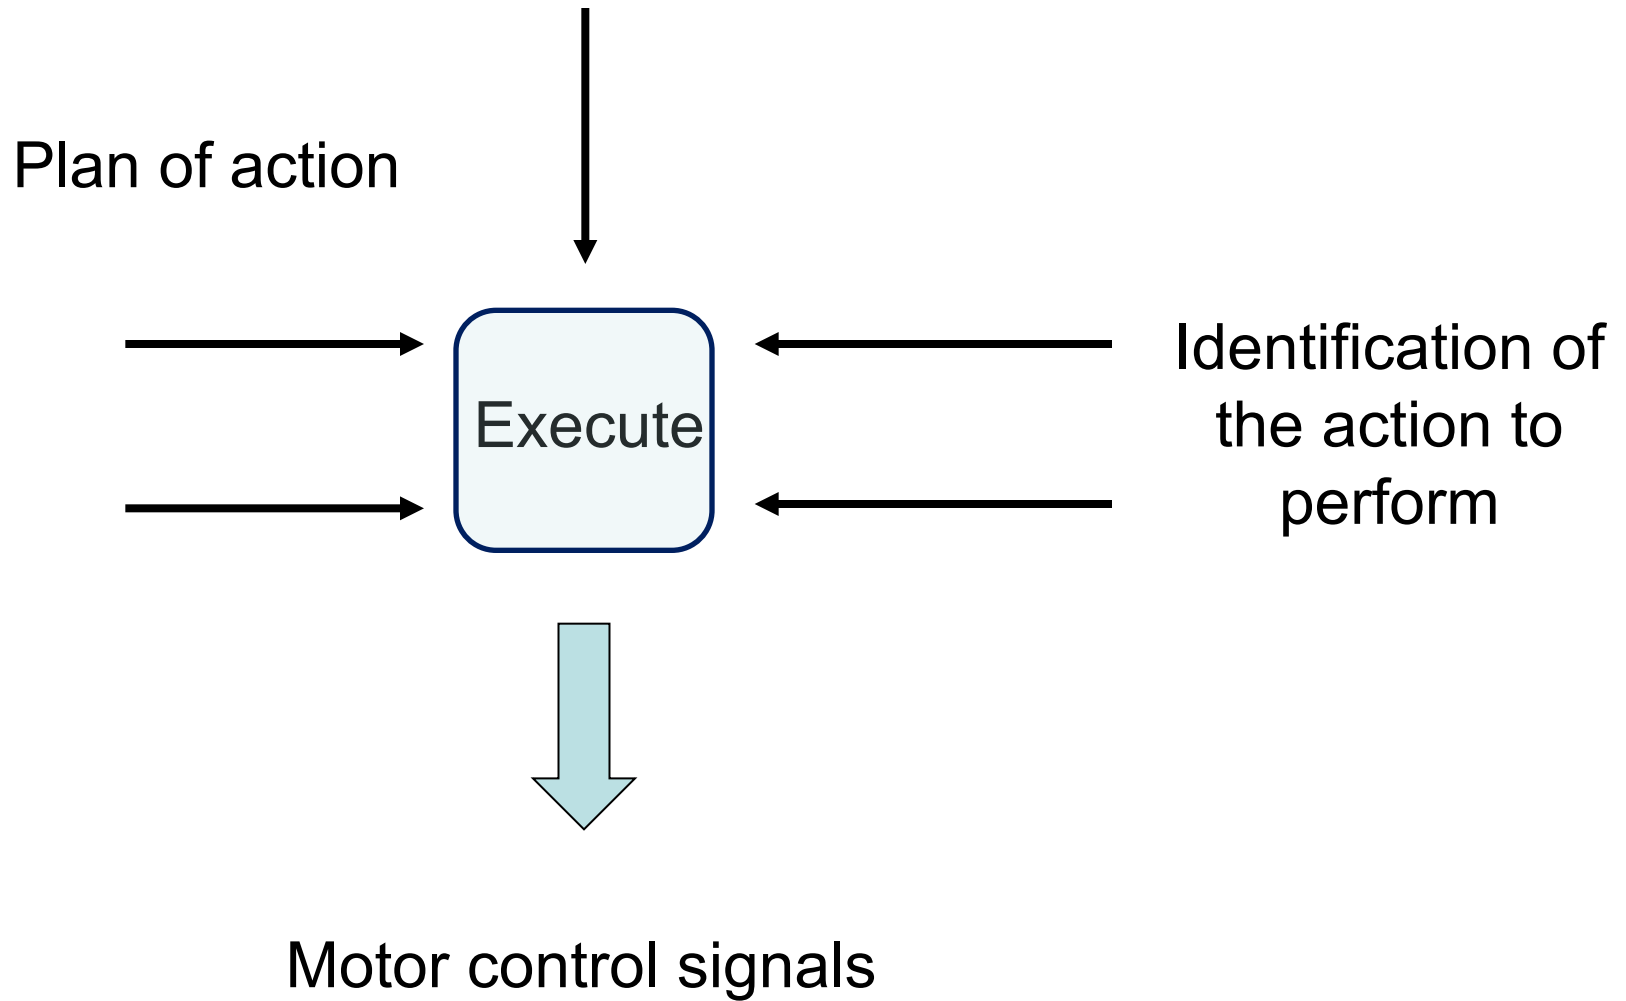 Plan of action
Execute
Identification of
the action to
perform
Motor control signals